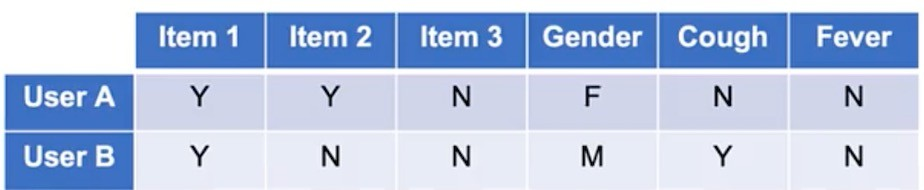 Item 1 Item 2 Item 3 Gender Cough Fever
User A Y Y N F N N
User B Y N N M Y N